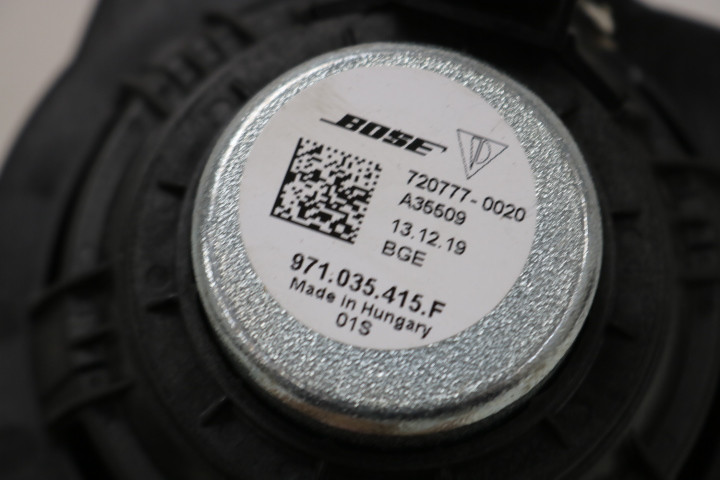 BOSE
720777-0020
A35509
13.12.19
BGE
971.035.415.F
Made in Hungary
01S